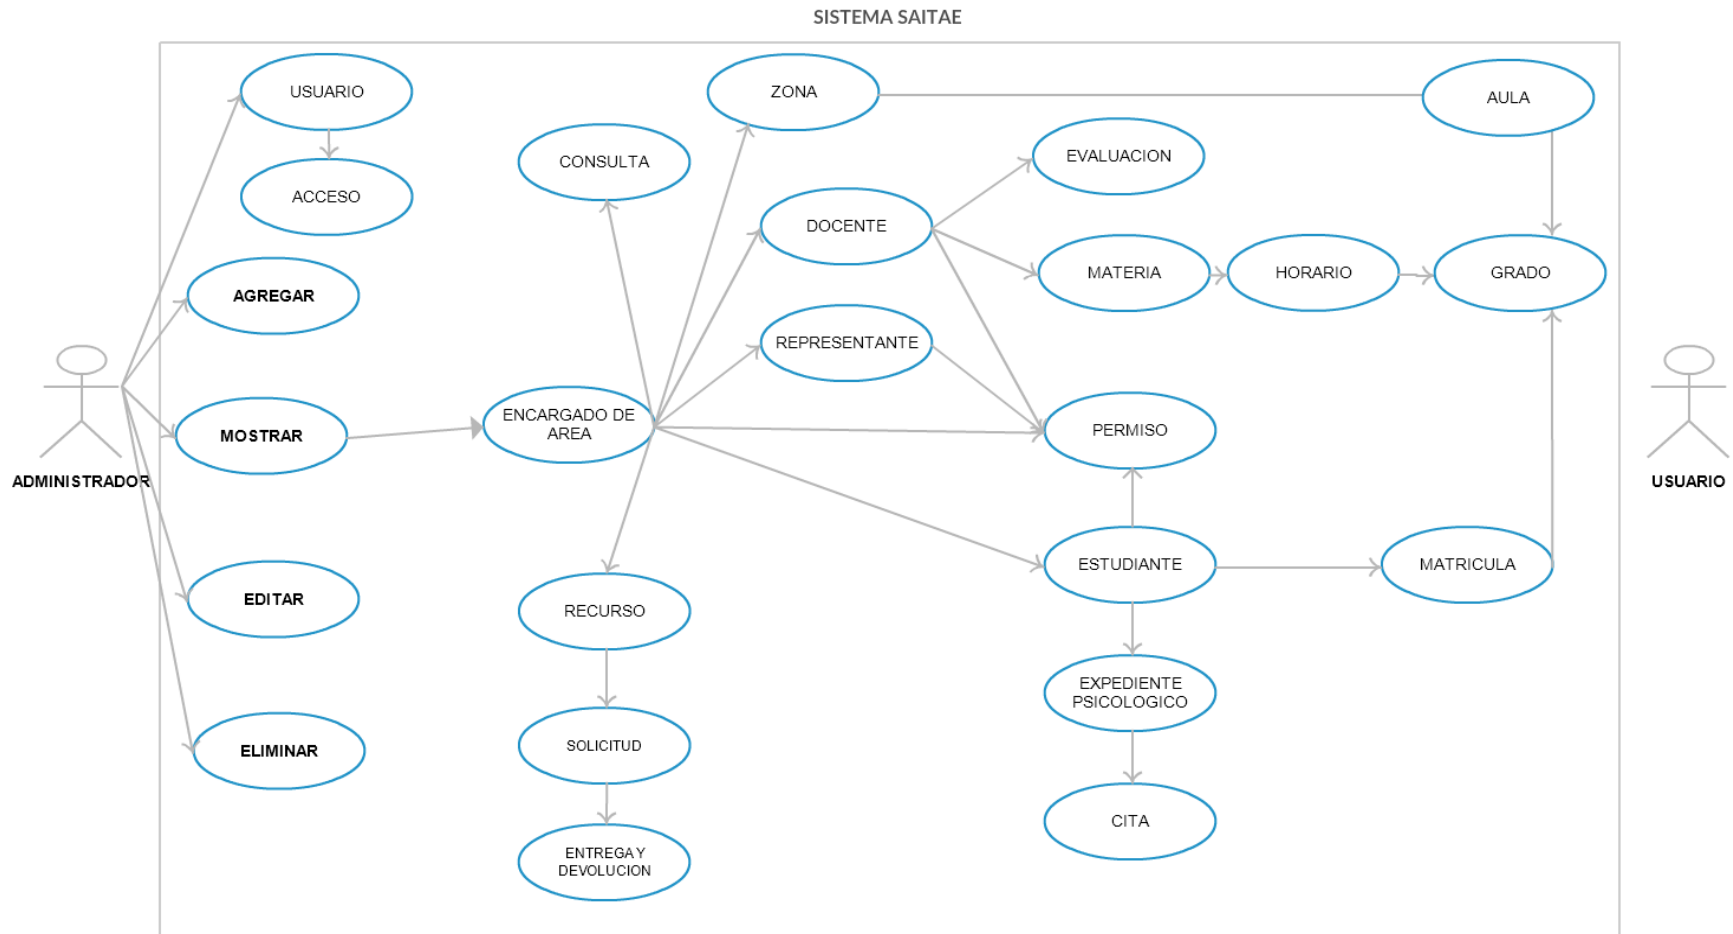 SISTEMA SAITAE
USUARIO
ZONA
AULA
CONSULTA
EVALUACION
ACCESO
DOCENTE
MATERIA
HORARIO
GRADO
AGREGAR
REPRESENTANTE
ENCARGADO DE
AREA
MOSTRAR
PERMISO
ADMINISTRADOR
USUARIO
ESTUDIANTE
MATRICULA
EDITAR
RECURSO
EXPEDIENTE
PSICOLOGICO
SOLICITUD
ELIMINAR
CITA
ENTREGA Y
DEVOLUCION